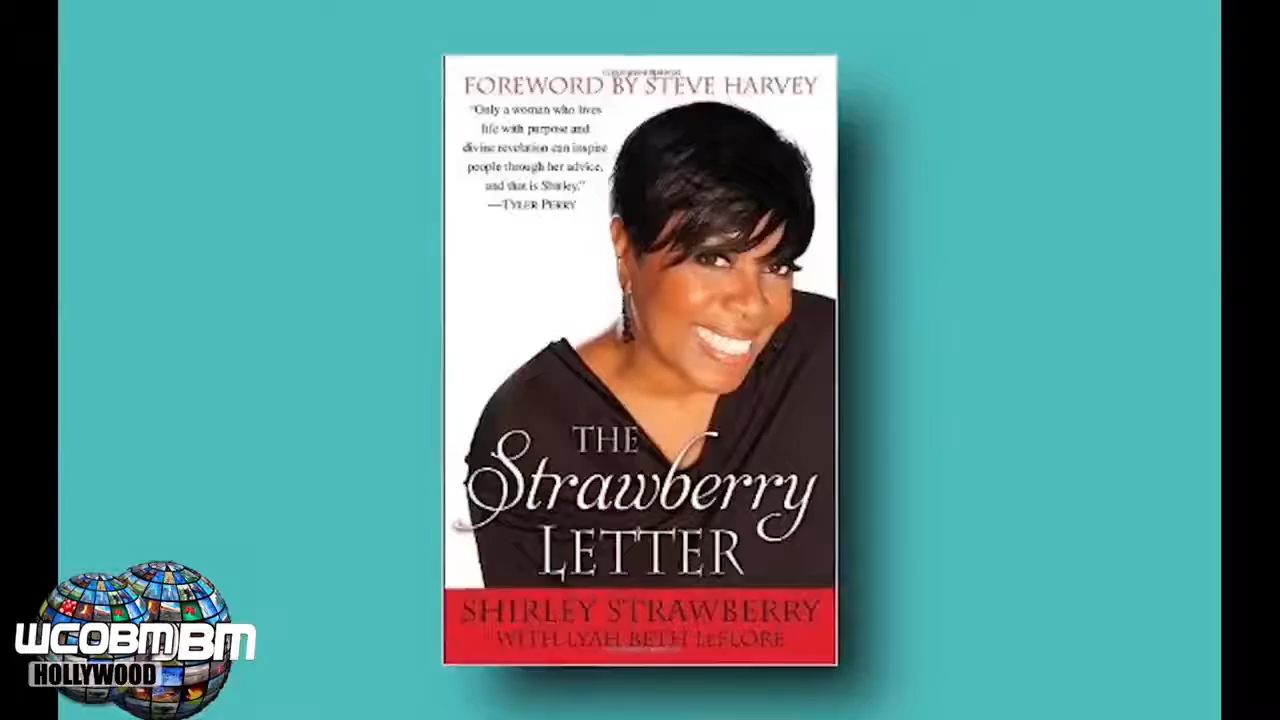 FOREWORD BY STEVE HARVEY
"Only a woman who lives
life with purpose and
divine revelation can inspire
people through her advice,
and that is Shirley."
—TYLER PERRY
THE
Strawberry
LETTER
SHIRLEY STRAWBERRY
WITH LYAH BETH LEFLORE
WCOBMBM
HOLLYWOOD